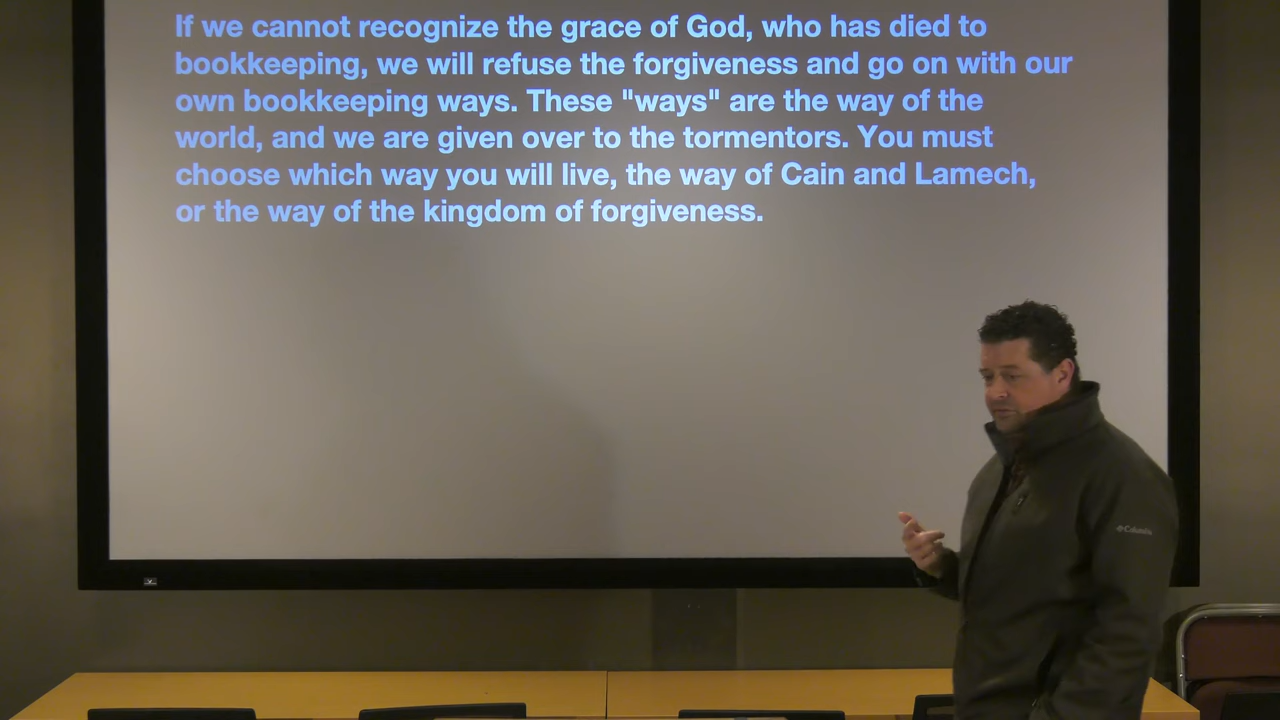 If we cannot recognize the grace of God, who has died to
bookkeeping, we will refuse the forgiveness and go on with our
own bookkeeping ways. These "ways" are the way of the
world, and we are given over to the tormentors. You must
choose which way you will live, the way of Cain and Lamech,
or the way of the kingdom of forgiveness.
Columbia